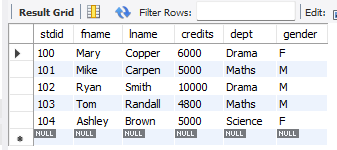 Result Grid Filter Rows: Edit:
stdid fname lname credits dept gender
100 Mary Copper 6000 Drama F
101 Mike Carpen 5000 Maths M
102 Ryan Smith 10000 Drama M
103 Tom Randall 4800 Maths M
104 Ashley Brown 5000 Science F
NULL NULL NULL NULL NULL NULL